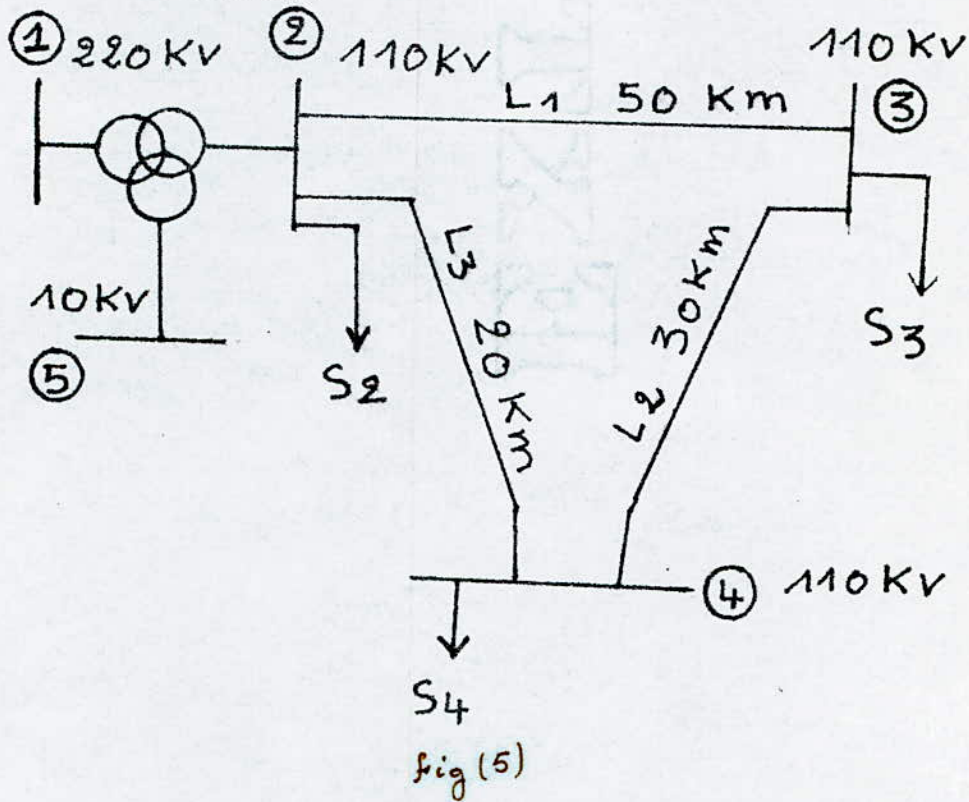 ① 220 Kv
② 110 Kv
110 Kv
③
L1 50 Km
L3 20 Km
L2 30 Km
10 Kv
⑤
S2
S3
④ 110 Kv
S4
fig (5)